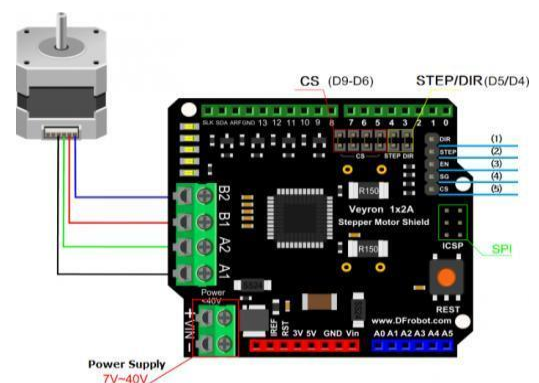 CS (D9-D6) STEP/DIR(D5/D4)
SLK SDA ARF GND 13 12 11 10 9 8 7 6 5 4 3 2 1 0
CS STEP DIR
DIR (1)
STEP (2)
EN (3)
SG (4)
CS (5)
B2
B1
A2
A1
R150
Veyron 1x2A
Stepper Motor Shield
R150
ICSP
SPI
REST
Power
<40V
+ VIN -
SS24
IREF RST 3V 5V GND Vin
www.DFrobot.com
A0 A1 A2 A3 A4 A5
Power Supply
7V~40V